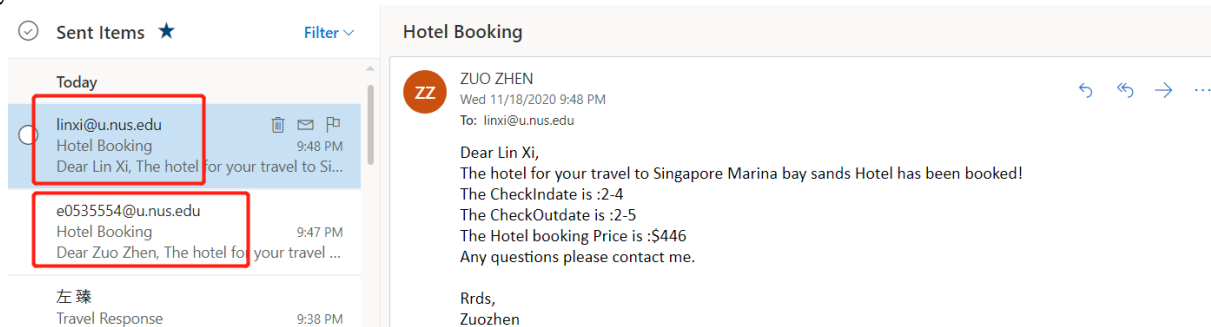 Sent Items
Filter
Today
linxi@u.nus.edu
Hotel Booking 9:48 PM
Dear Lin Xi, The hotel for your travel to Si...
e0535554@u.nus.edu
Hotel Booking 9:47 PM
Dear Zuo Zhen, The hotel for your travel ...
左 臻
Travel Response 9:38 PM
Hotel Booking
ZZ
ZUO ZHEN
Wed 11/18/2020 9:48 PM
To: linxi@u.nus.edu
Dear Lin Xi,
The hotel for your travel to Singapore Marina bay sands Hotel has been booked!
The CheckIndate is :2-4
The CheckOutdate is :2-5
The Hotel booking Price is :$446
Any questions please contact me.
Rrds,
Zuozhen